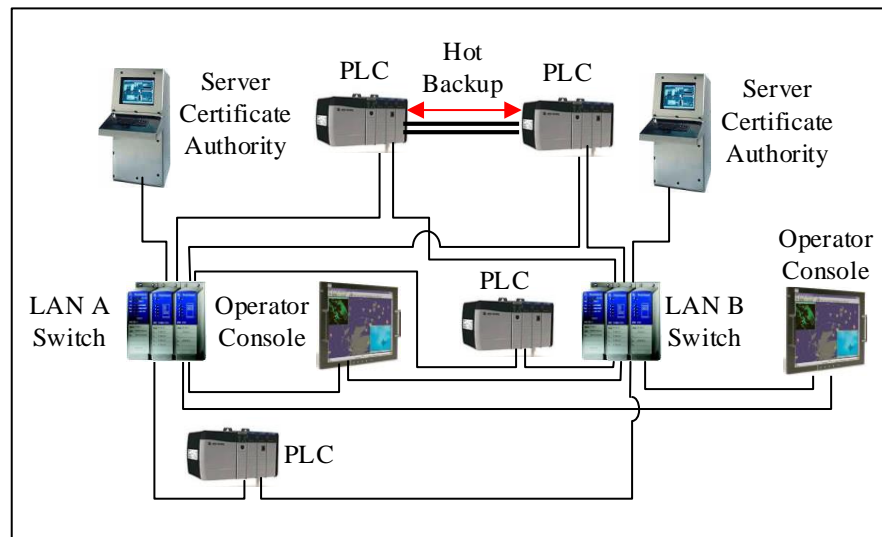 Server
Certificate
Authority
PLC
Hot
Backup
PLC
Server
Certificate
Authority
LAN A
Switch
Operator
Console
PLC
LAN B
Switch
Operator
Console
PLC